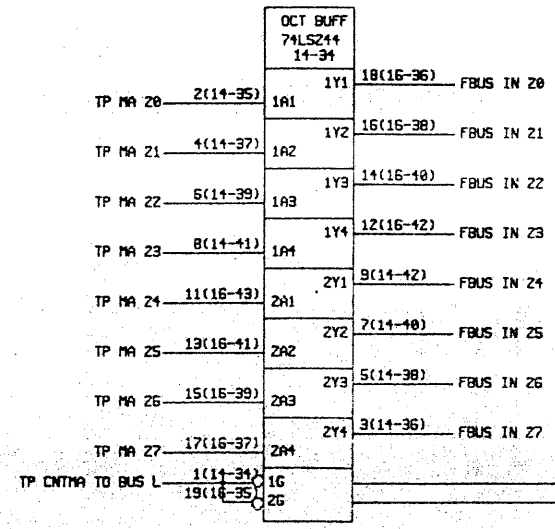 OCT BUFF
74LS244
14-34
1Y1 18(16-36) FBUS IN 20
TP MA 20 2(14-35) 1A1
1Y2 16(16-38) FBUS IN 21
TP MA 21 4(14-37) 1A2
1Y3 14(16-40) FBUS IN 22
TP MA 22 6(14-39) 1A3
1Y4 12(16-42) FBUS IN 23
TP MA 23 8(14-41) 1A4
2Y1 9(14-42) FBUS IN 24
TP MA 24 11(16-43) 2A1
2Y2 7(14-40) FBUS IN 25
TP MA 25 13(16-41) 2A2
2Y3 5(14-38) FBUS IN 26
TP MA 26 15(16-39) 2A3
2Y4 3(14-36) FBUS IN 27
TP MA 27 17(16-37) 2A4
TP CNTMA TO BUS L 1(14-34) 1G
19(16-35) 2G